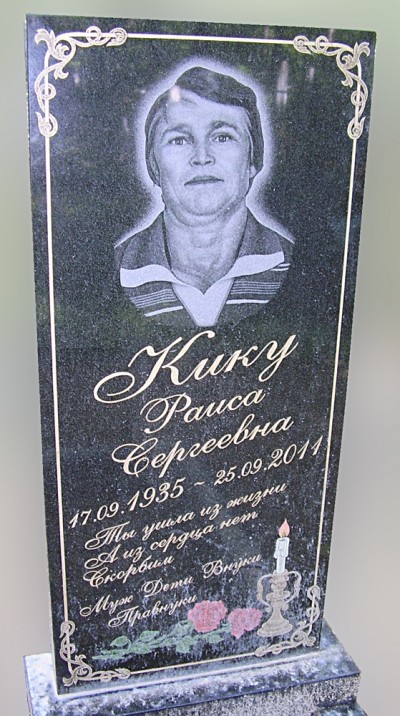 Кику
Раиса
Сергеевна
17.09.1935 ~ 25.09.2011
Ты ушла из жизни
А из сердца нет
Скорбим
Муж Дети Внуки
Правнуки